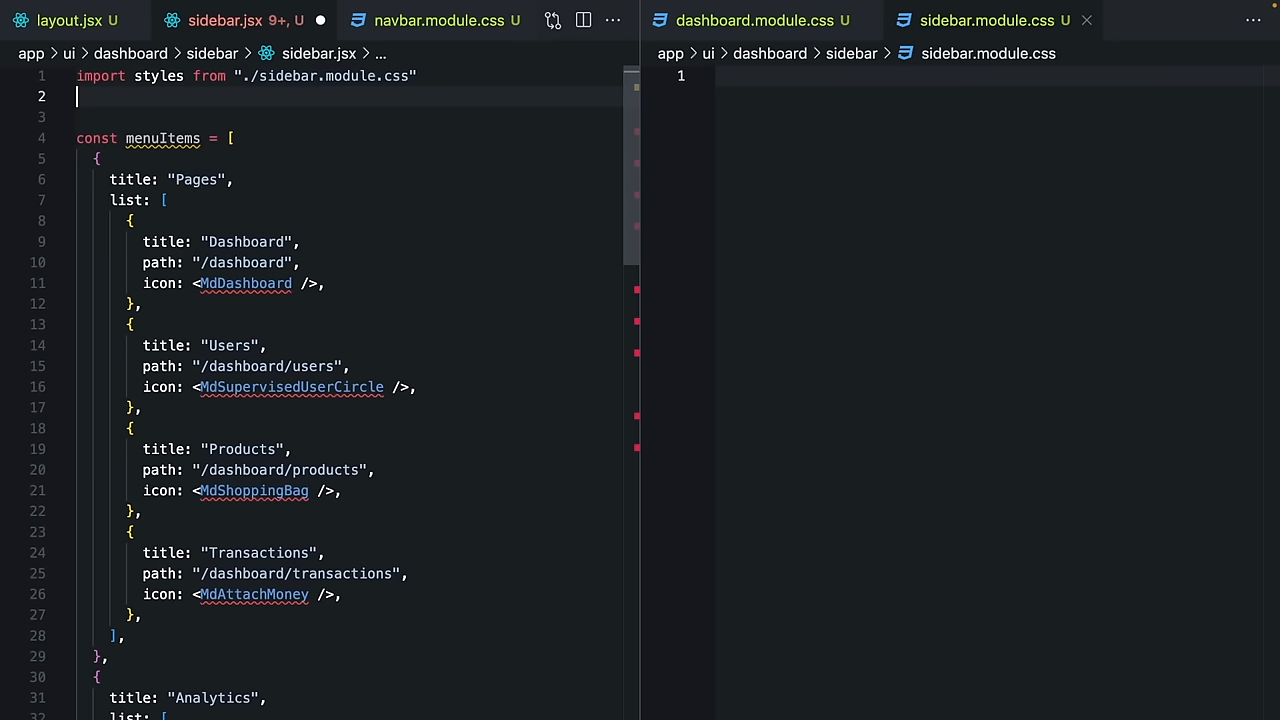 layout.jsx U
sidebar.jsx 9+, U
navbar.module.css U
dashboard.module.css U
sidebar.module.css U
app > ui > dashboard > sidebar > sidebar.jsx > ...
app > ui > dashboard > sidebar > sidebar.module.css
1 import styles from "./sidebar.module.css"
2
3
4 const menuItems = [
5 {
6 title: "Pages",
7 list: [
8 {
9 title: "Dashboard",
10 path: "/dashboard",
11 icon: <MdDashboard />,
12 },
13 {
14 title: "Users",
15 path: "/dashboard/users",
16 icon: <MdSupervisedUserCircle />,
17 },
18 {
19 title: "Products",
20 path: "/dashboard/products",
21 icon: <MdShoppingBag />,
22 },
23 {
24 title: "Transactions",
25 path: "/dashboard/transactions",
26 icon: <MdAttachMoney />,
27 },
28 ],
29 },
30 {
31 title: "Analytics",
32 list: [
1